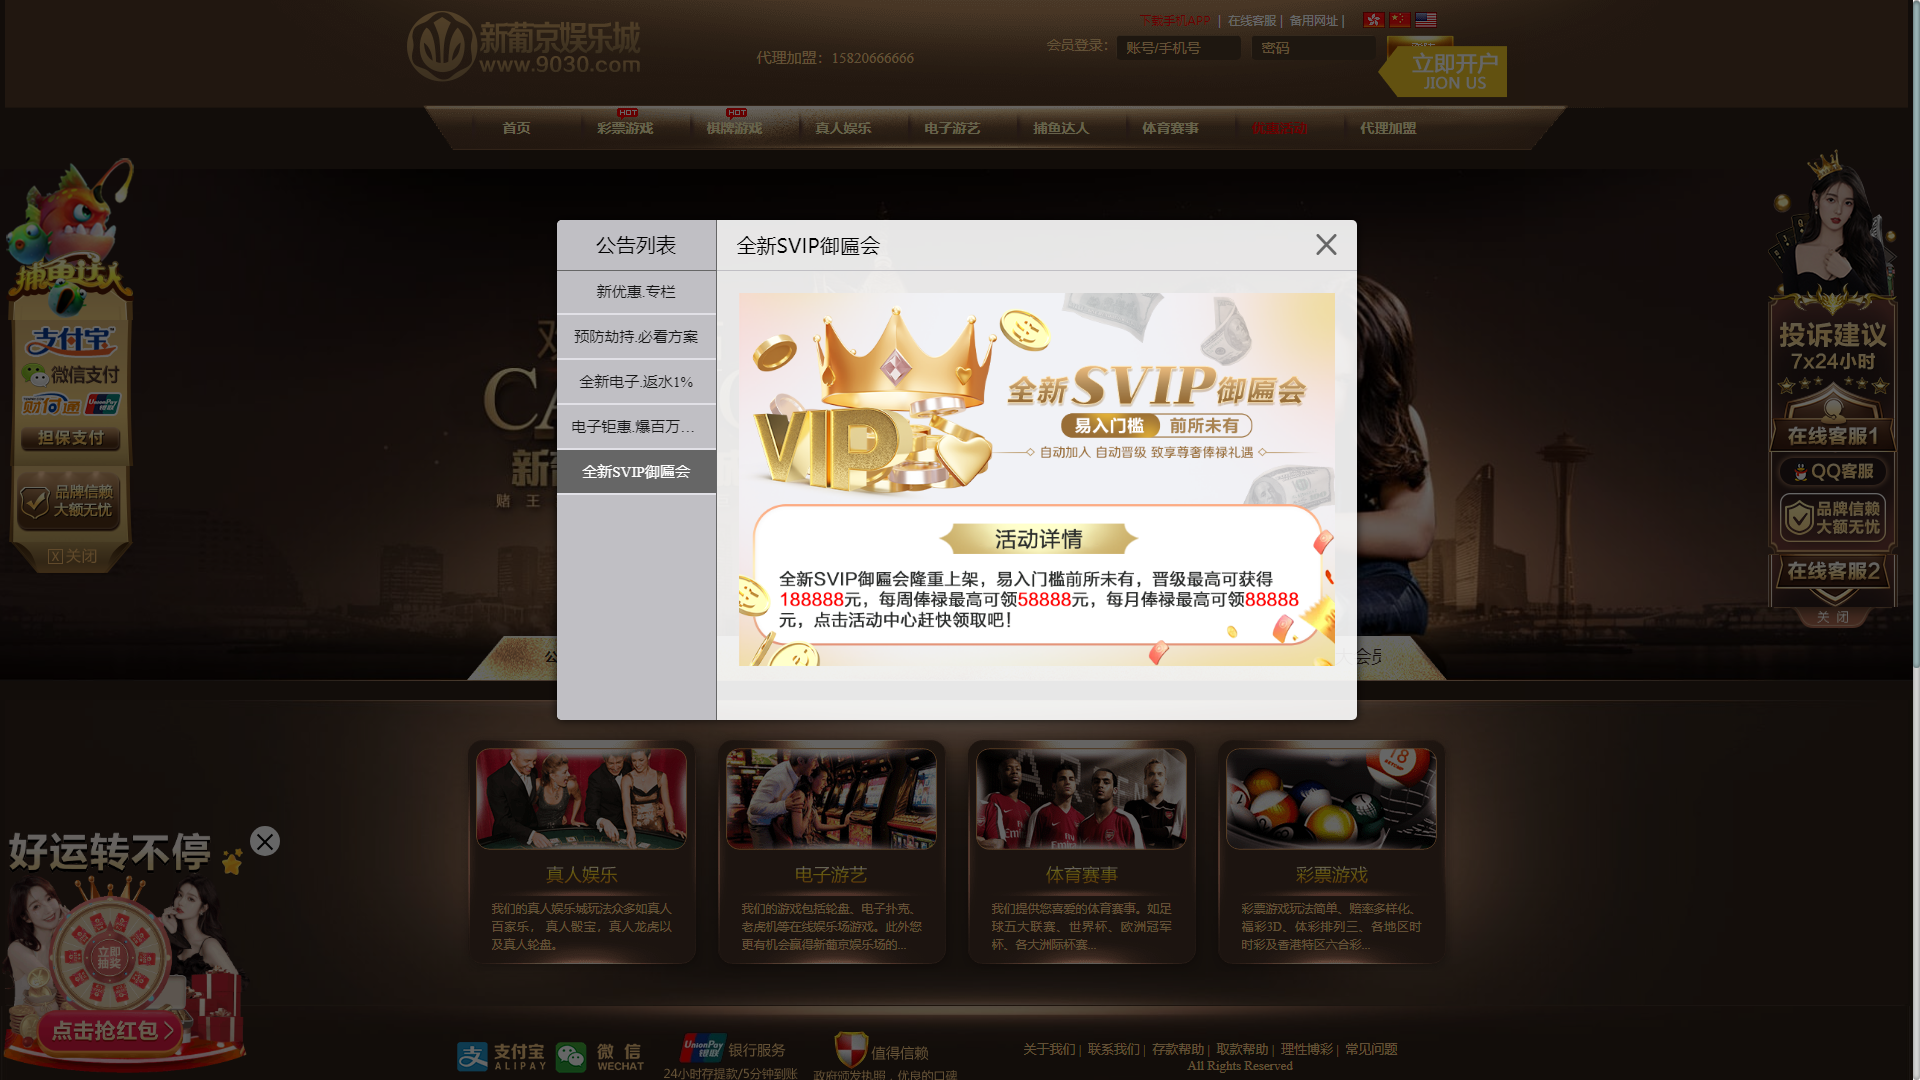 新葡京娱乐城
www.9030.com
代理加盟：15820666666
下载手机APP | 在线客服 | 备用网址 |
会员登录: 账号/手机号 密码
立即开户
JION US
首页 彩票游戏 棋牌游戏 真人娱乐 电子游艺 捕鱼达人 体育赛事 代理加盟
HOT HOT
捕鱼达人
支付宝
微信支付
财付通 UnionPay 银联
担保支付
品牌信赖
大额无忧
关闭
公告列表
新优惠.专栏
预防劫持.必看方案
全新电子.返水1%
电子钜惠.爆百万…
全新SVIP御匾会
全新SVIP御匾会
VIP
全新SVIP御匾会
易入门槛 前所未有
自动加入 自动晋级 致享尊奢俸禄礼遇
活动详情
全新SVIP御匾会隆重上架，易入门槛前所未有，晋级最高可获得
188888元，每周俸禄最高可领58888元，每月俸禄最高可领88888
元，点击活动中心赶快领取吧！
投诉建议
7x24小时
在线客服1
QQ客服
品牌信赖
大额无忧
在线客服2
关 闭
赌 王
大会员
真人娱乐
我们的真人娱乐城玩法众多如真人
百家乐， 真人骰宝，真人龙虎以
及真人轮盘。
电子游艺
我们的游戏包括轮盘、电子扑克、
老虎机等在线娱乐场游戏。此外您
更有机会赢得新葡京娱乐场的...
体育赛事
我们提供您喜爱的体育赛事。如足
球五大联赛、世界杯、欧洲冠军
杯、各大洲际杯赛...
彩票游戏
彩票游戏玩法简单、赔率多样化、
福彩3D、体彩排列三、各地区时
时彩及香港特区六合彩...
好运转不停
立即
抽奖
点击抢红包
支付宝
ALIPAY
微 信
WECHAT
UnionPay 银联 银行服务
24小时存提款/5分钟到账
值得信赖
政府颁发执照，优良的口碑
关于我们 | 联系我们 | 存款帮助 | 取款帮助 | 理性博彩 | 常见问题
All Rights Reserved